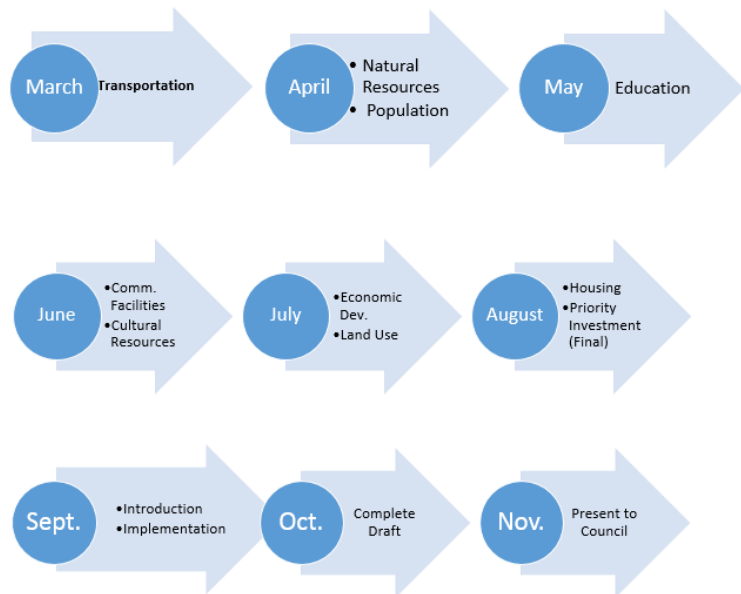 March
Transportation
April
• Natural
Resources
• Population
May
Education
June
•Comm.
Facilities
•Cultural
Resources
July
•Economic
Dev.
•Land Use
August
•Housing
•Priority
Investment
(Final)
Sept.
•Introduction
•Implementation
Oct.
Complete
Draft
Nov.
Present to
Council